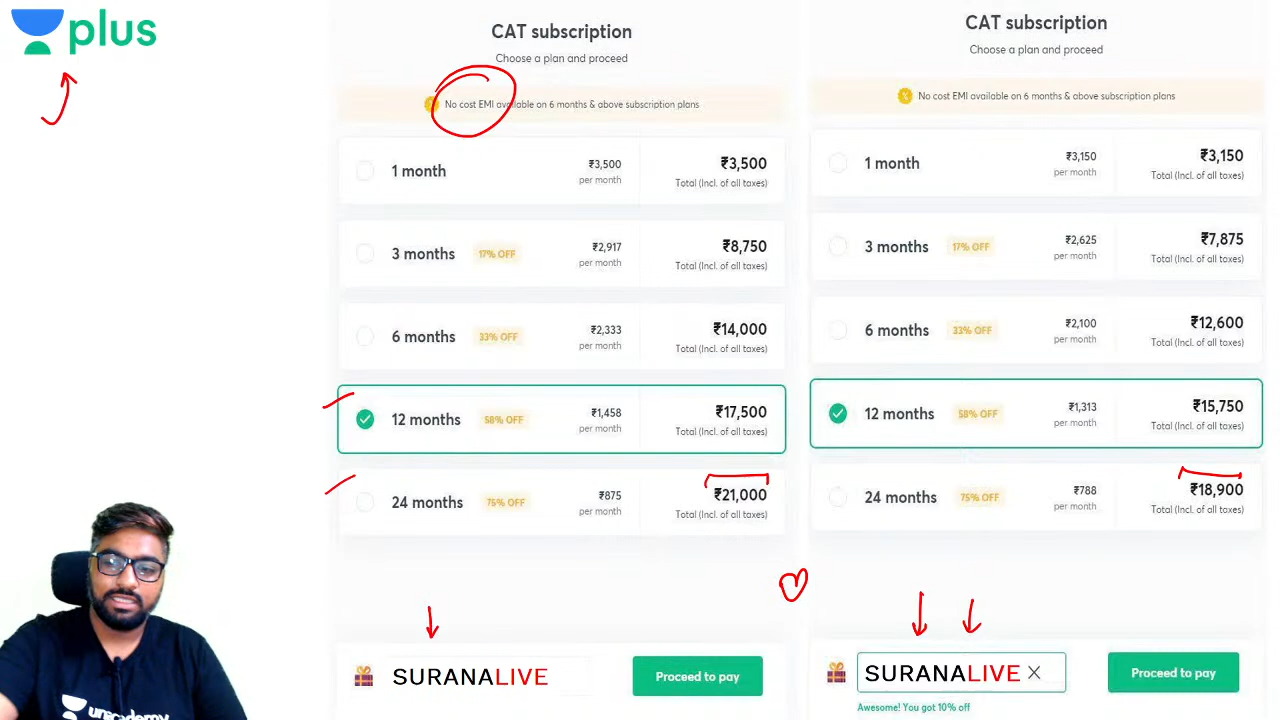 plus
CAT subscription
Choose a plan and proceed
No cost EMI available on 6 months & above subscription plans
1 month
₹3,500
per month
₹3,500
Total (Incl. of all taxes)
3 months
17% OFF
₹2,917
per month
₹8,750
Total (Incl. of all taxes)
6 months
33% OFF
₹2,333
per month
₹14,000
Total (Incl. of all taxes)
12 months
58% OFF
₹1,458
per month
₹17,500
Total (Incl. of all taxes)
24 months
75% OFF
₹875
per month
₹21,000
Total (Incl. of all taxes)
SURANALIVE
Proceed to pay
CAT subscription
Choose a plan and proceed
No cost EMI available on 6 months & above subscription plans
1 month
₹3,150
per month
₹3,150
Total (Incl. of all taxes)
3 months
17% OFF
₹2,625
per month
₹7,875
Total (Incl. of all taxes)
6 months
33% OFF
₹2,100
per month
₹12,600
Total (Incl. of all taxes)
12 months
58% OFF
₹1,313
per month
₹15,750
Total (Incl. of all taxes)
24 months
75% OFF
₹788
per month
₹18,900
Total (Incl. of all taxes)
SURANALIVE
Proceed to pay
Awesome! You got 10% off
unacademy